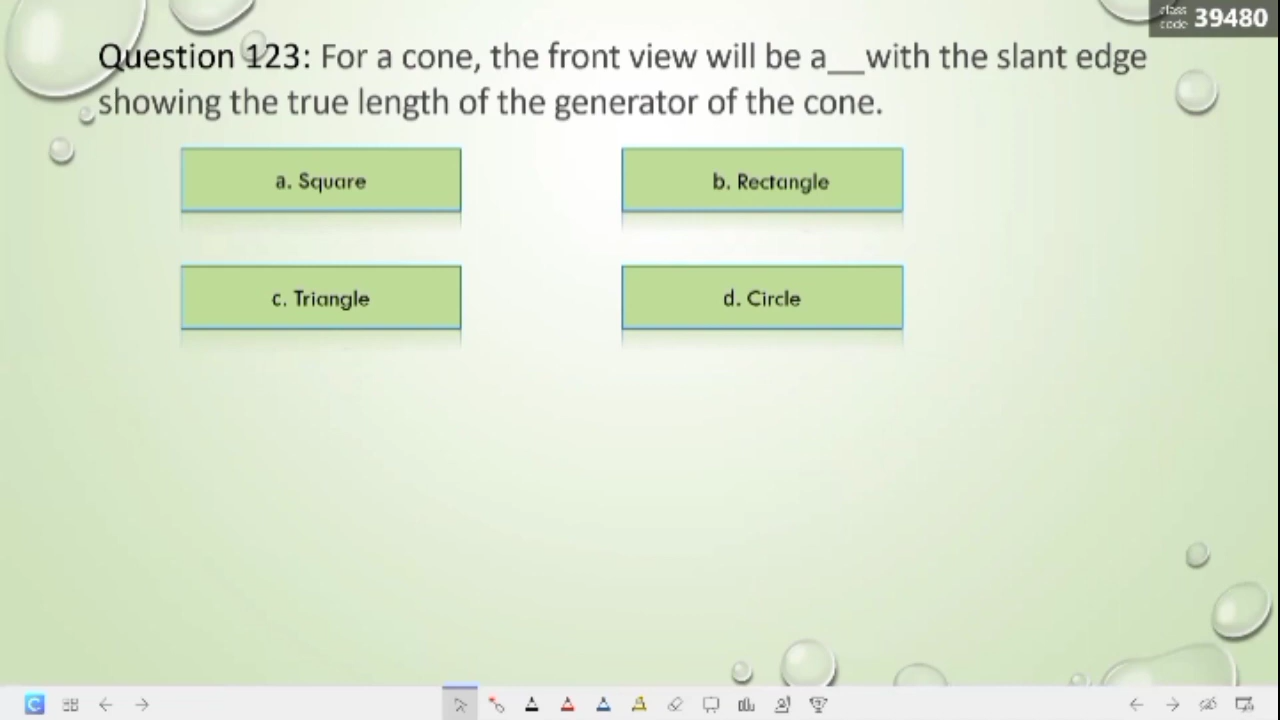 class code 39480
Question 123: For a cone, the front view will be a__with the slant edge
showing the true length of the generator of the cone.
a. Square
b. Rectangle
c. Triangle
d. Circle